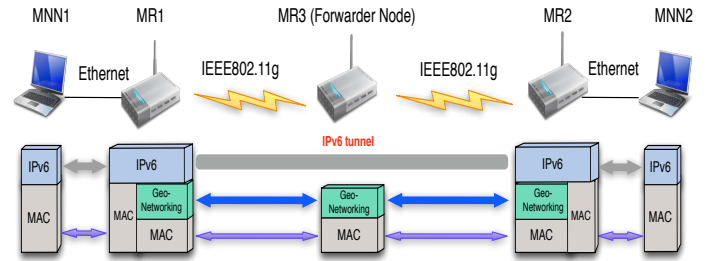 MNN1 MR1 MR3 (Forwarder Node) MR2 MNN2
Ethernet IEEE802.11g IEEE802.11g Ethernet
IPv6 tunnel
IPv6 IPv6 IPv6 IPv6
Geo-
Networking
Geo-
Networking
Geo-
Networking
MAC MAC MAC MAC
MAC MAC MAC